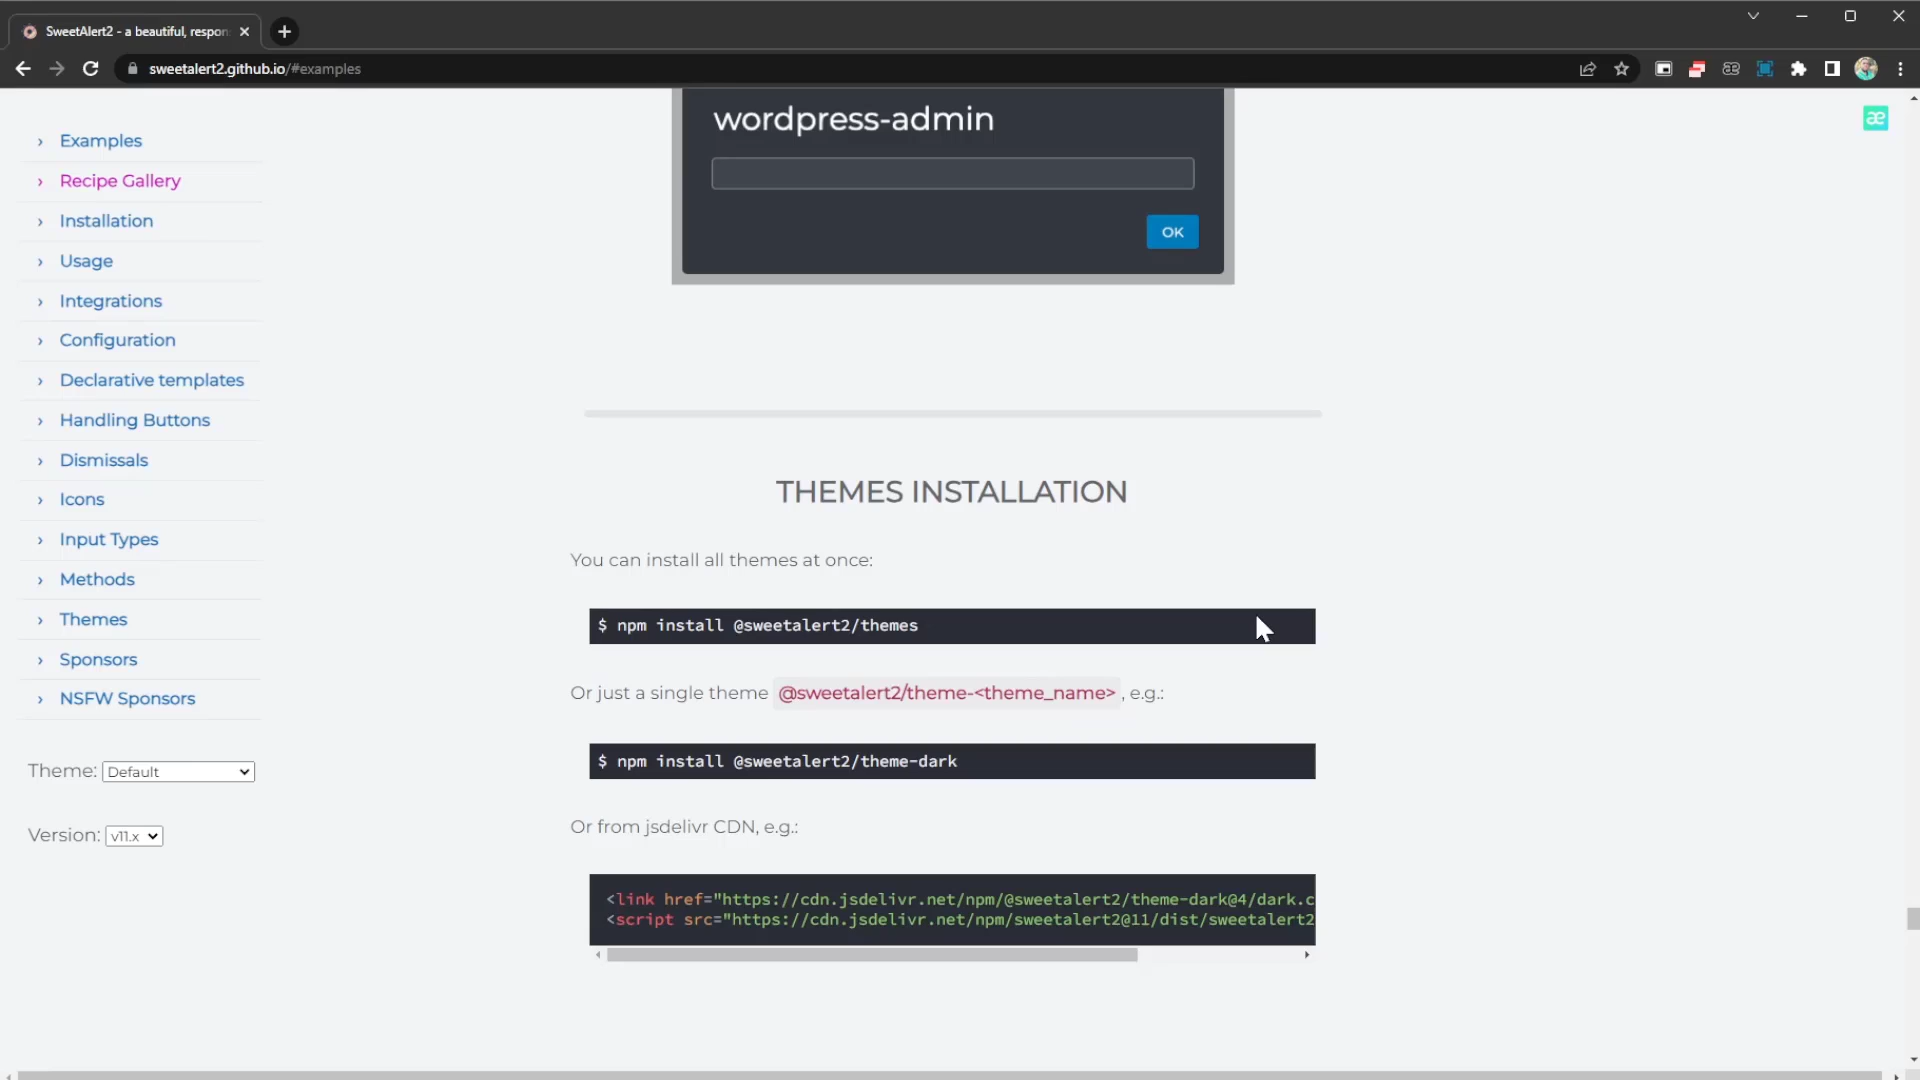 SweetAlert2 - a beautiful, respon
sweetalert2.github.io/#examples
æ
æ
› Examples
› Recipe Gallery
› Installation
› Usage
› Integrations
› Configuration
› Declarative templates
› Handling Buttons
› Dismissals
› Icons
› Input Types
› Methods
› Themes
› Sponsors
› NSFW Sponsors
Theme: Default
Version: v11.x
wordpress-admin
OK
THEMES INSTALLATION
You can install all themes at once:
$ npm install @sweetalert2/themes
Or just a single theme @sweetalert2/theme-<theme_name> , e.g.:
$ npm install @sweetalert2/theme-dark
Or from jsdelivr CDN, e.g.:
<link href="https://cdn.jsdelivr.net/npm/@sweetalert2/theme-dark@4/dark.c
<script src="https://cdn.jsdelivr.net/npm/sweetalert2@11/dist/sweetalert2